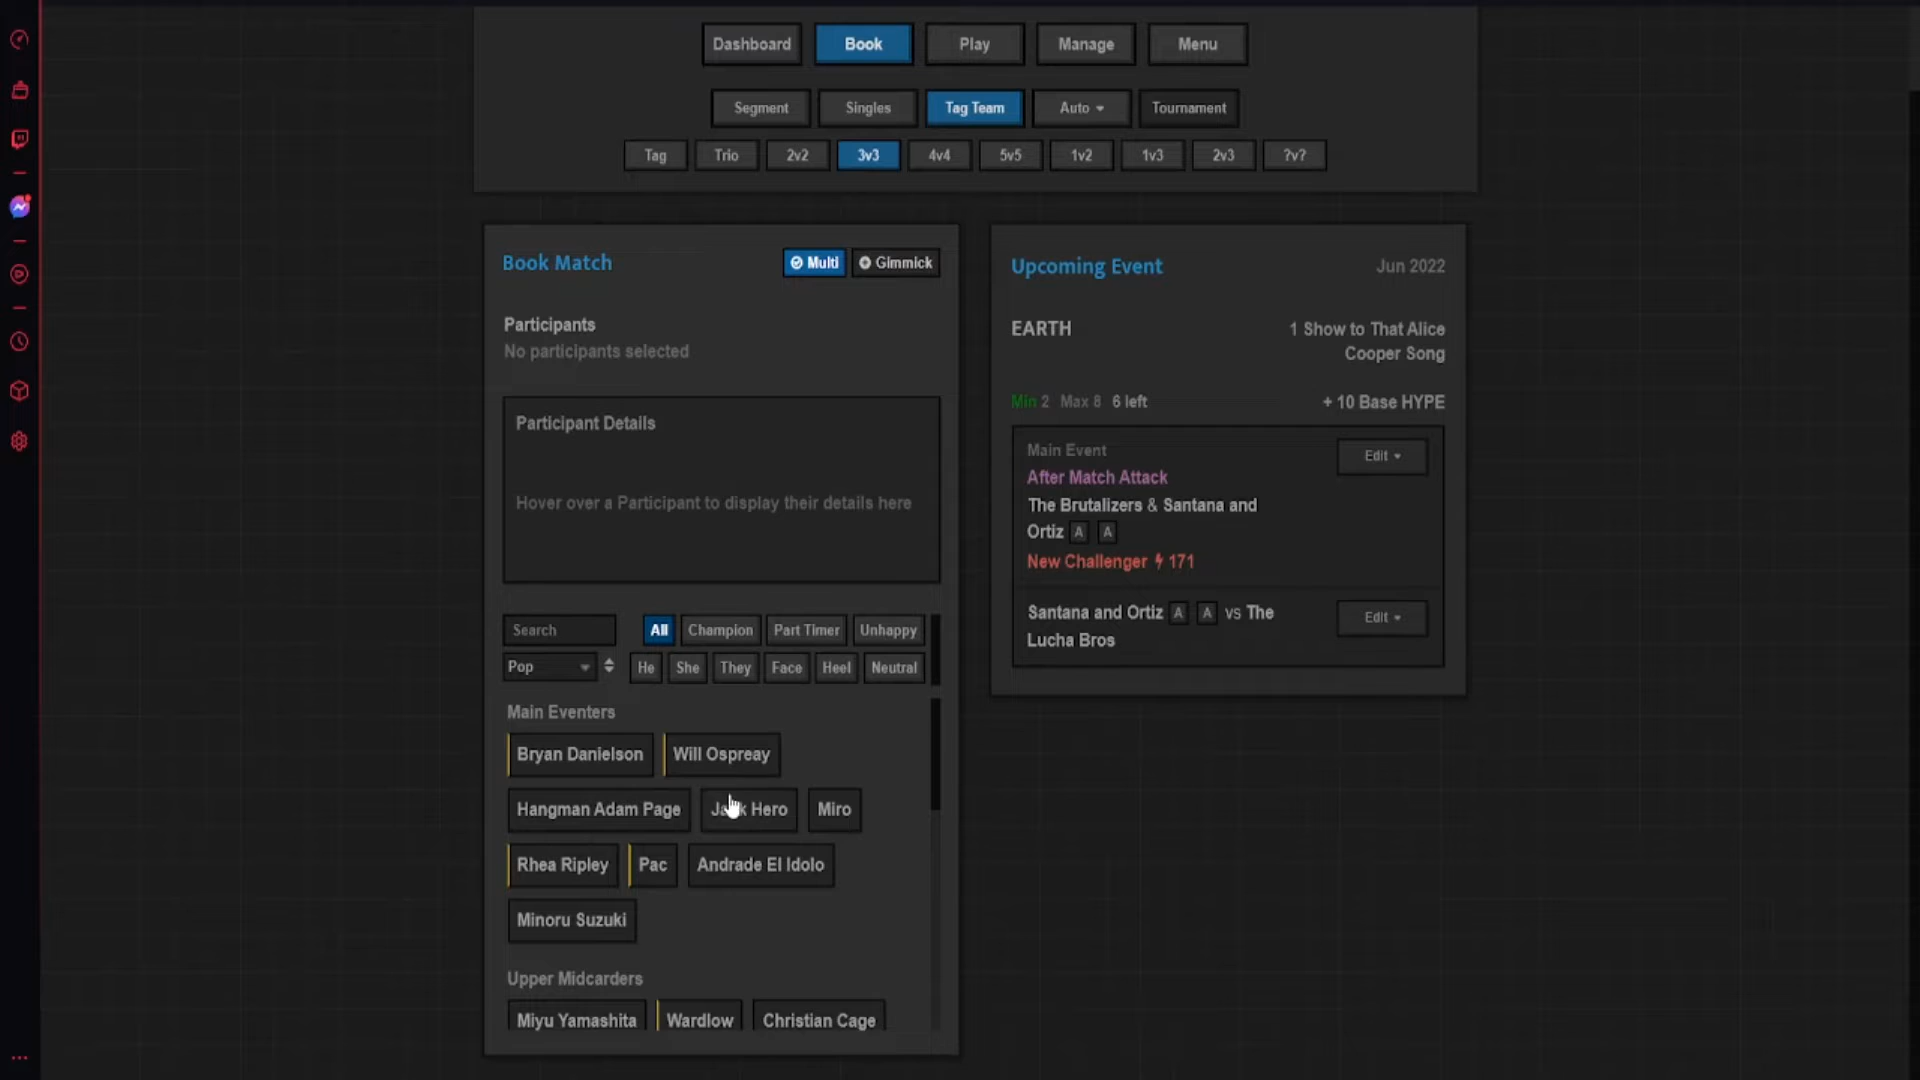 Dashboard Book Play Manage Menu
Segment Singles Tag Team Auto Tournament
Tag Trio 2v2 3v3 4v4 5v5 1v2 1v3 2v3 ?v?
Book Match Multi Gimmick
Participants
No participants selected
Participant Details
Hover over a Participant to display their details here
Search All Champion Part Timer Unhappy
Pop He She They Face Heel Neutral
Main Eventers
Bryan Danielson Will Ospreay
Hangman Adam Page Hero Miro
Rhea Ripley Pac Andrade El Idolo
Minoru Suzuki
Upper Midcarders
Miyu Yamashita Wardlow Christian Cage
Upcoming Event Jun 2022
EARTH 1 Show to That Alice
Cooper Song
Min 2 Max 8 6 left + 10 Base HYPE
Main Event Edit
After Match Attack
The Brutalizers & Santana and
Ortiz A A
New Challenger 171
Santana and Ortiz A A vs The Edit
Lucha Bros